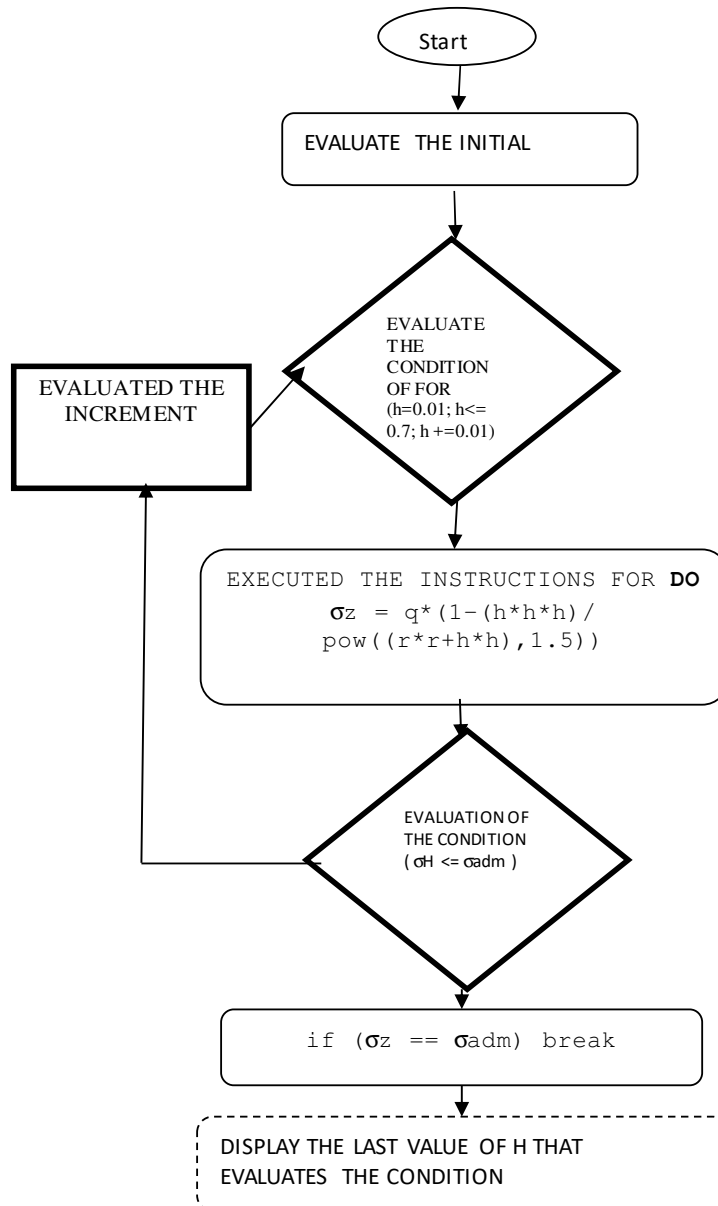 Start
EVALUATE THE INITIAL
EVALUATE
THE
CONDITION
OF FOR
(h=0.01; h<=
0.7; h +=0.01)
EVALUATED THE
INCREMENT
EXECUTED THE INSTRUCTIONS FOR DO
σz = q*(1-(h*h*h)/
pow((r*r+h*h),1.5))
EVALUATION OF
THE CONDITION
( σH <= σadm )
if (σz == σadm) break
DISPLAY THE LAST VALUE OF H THAT
EVALUATES THE CONDITION